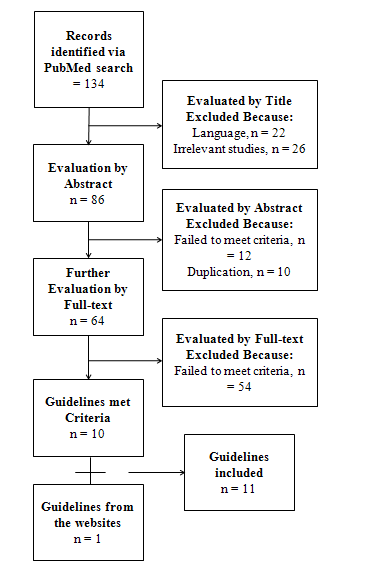 Records
identified via
PubMed search
= 134
Evaluated by Title
Excluded Because:
Language, n = 22
Irrelevant studies, n = 26
Evaluation by
Abstract
n = 86
Evaluated by Abstract
Excluded Because:
Failed to meet criteria, n
= 12
Duplication, n = 10
Further
Evaluation by
Full-text
n = 64
Evaluated by Full-text
Excluded Because:
Failed to meet criteria, n
= 54
Guidelines met
Criteria
n = 10
Guidelines
included
n = 11
Guidelines from
the websites
n = 1